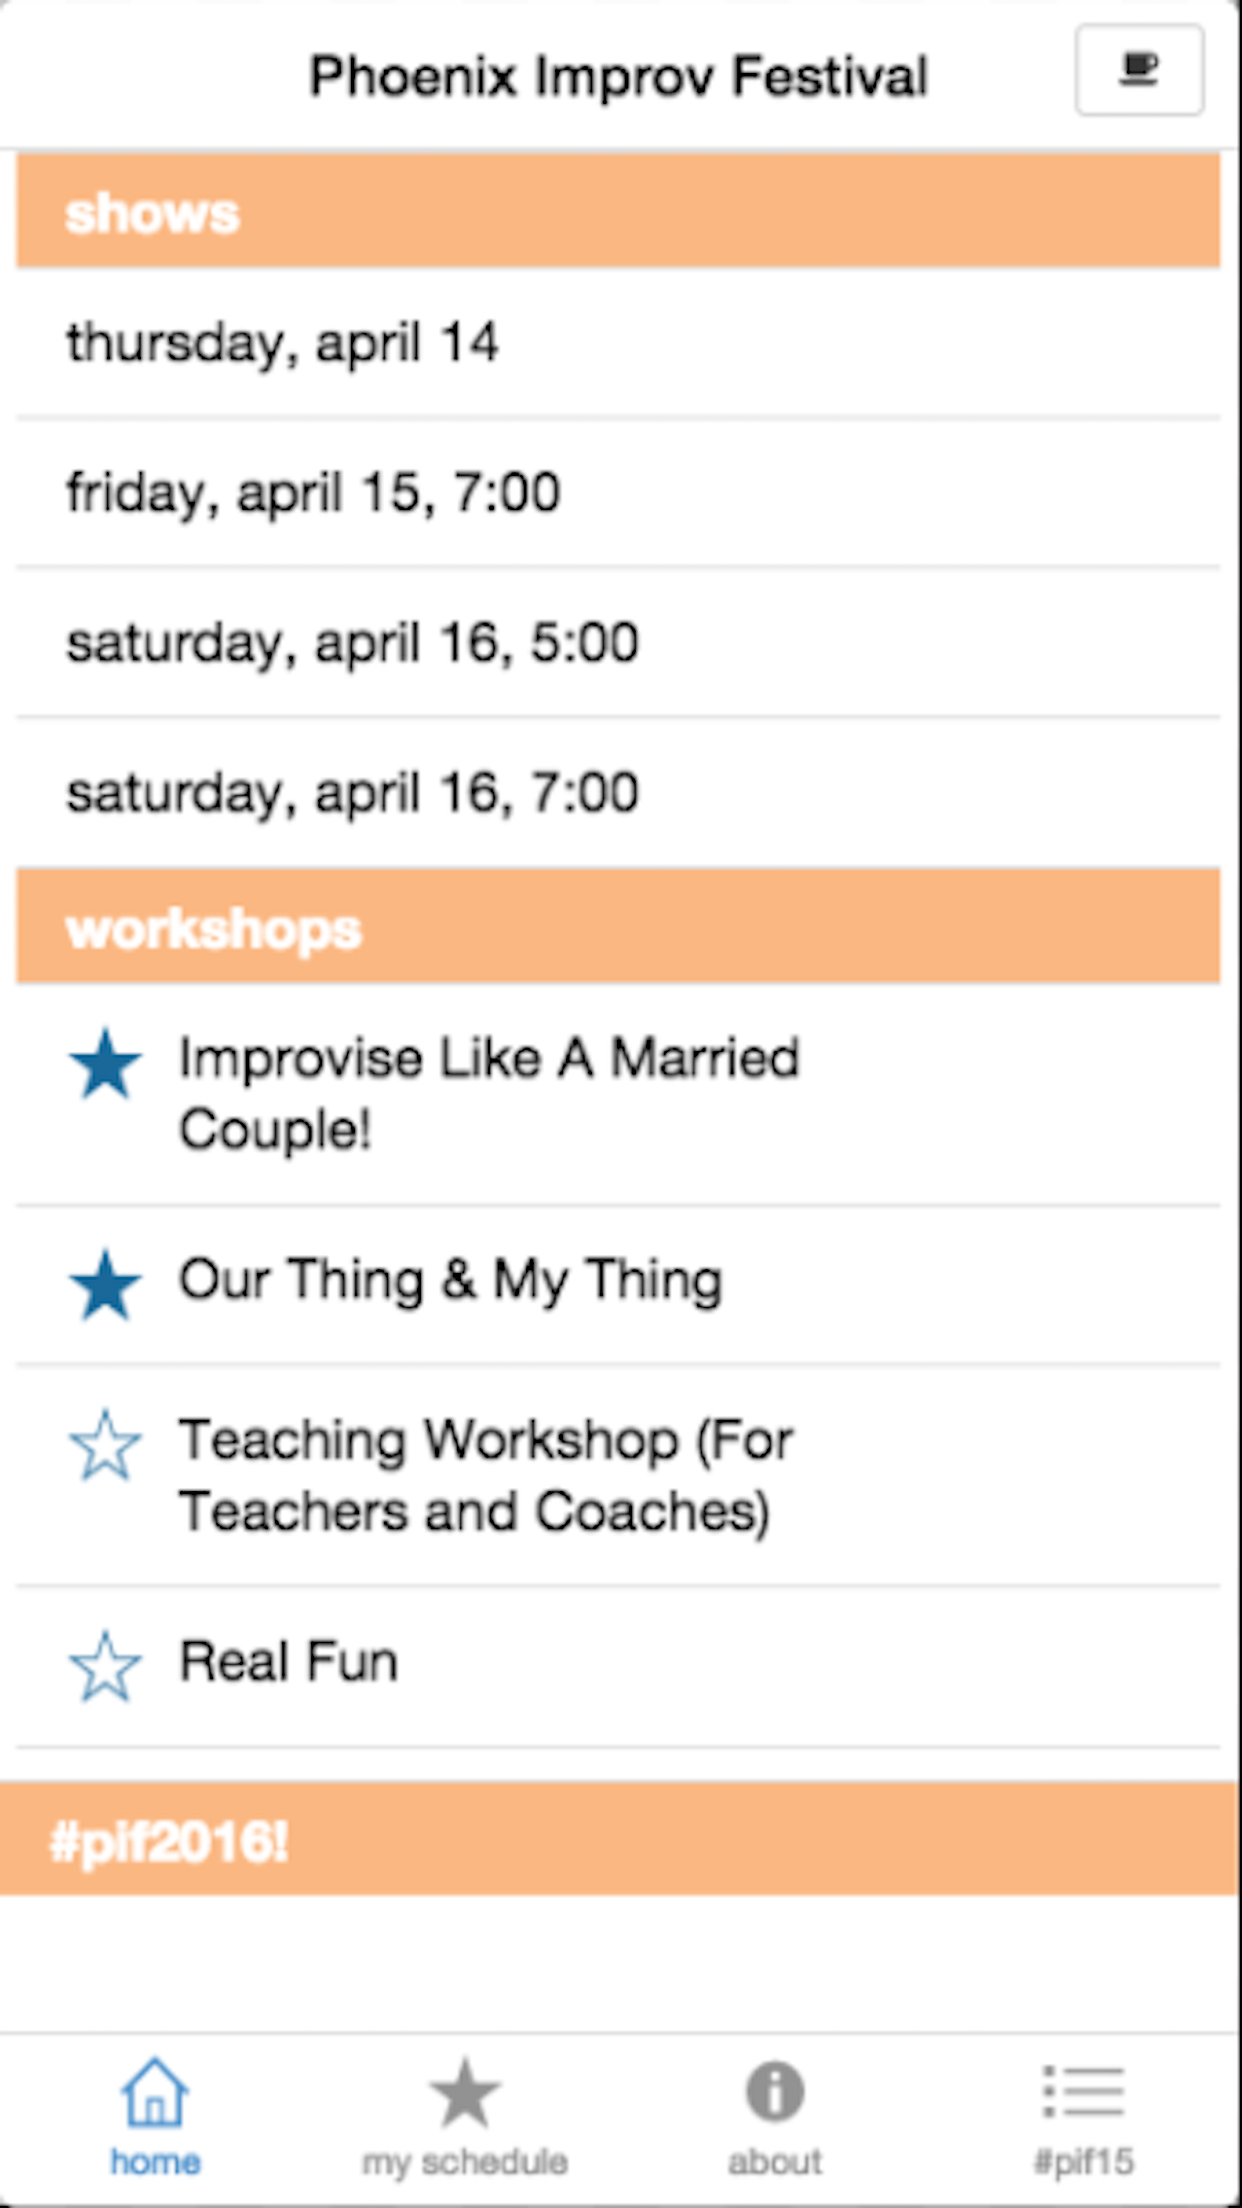 Phoenix Improv Festival
shows
thursday, april 14
friday, april 15, 7:00
saturday, april 16, 5:00
saturday, april 16, 7:00
workshops
Improvise Like A Married
Couple!
Our Thing & My Thing
Teaching Workshop (For
Teachers and Coaches)
Real Fun
#pif2016!
home
my schedule
about
#pif15